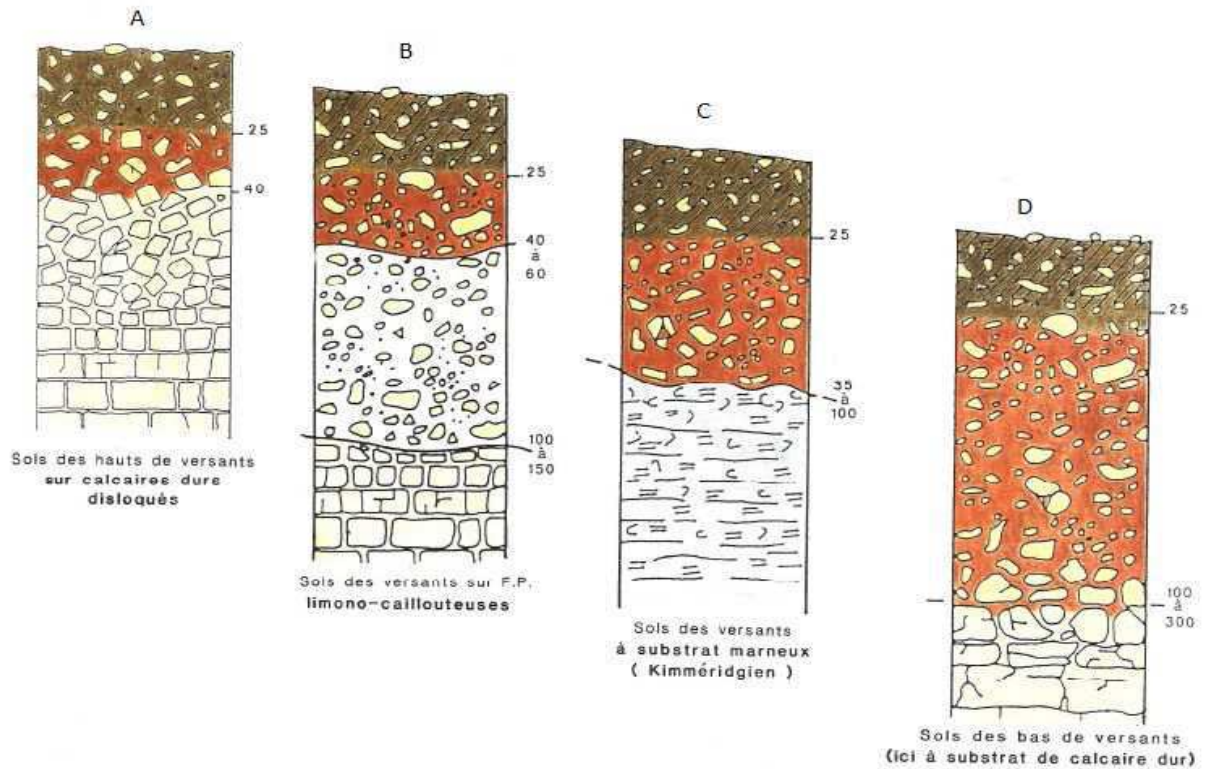 A
25
40
Sols des hauts de versants
sur calcaires durs
disloqués
B
25
40
à
60
100
à
150
Sols des versants sur F.P.
limono-caillouteuses
C
25
35
à
100
Sols des versants
à substrat marneux
( Kimméridgien )
D
25
100
à
300
Sols des bas de versants
(ici à substrat de calcaire dur)